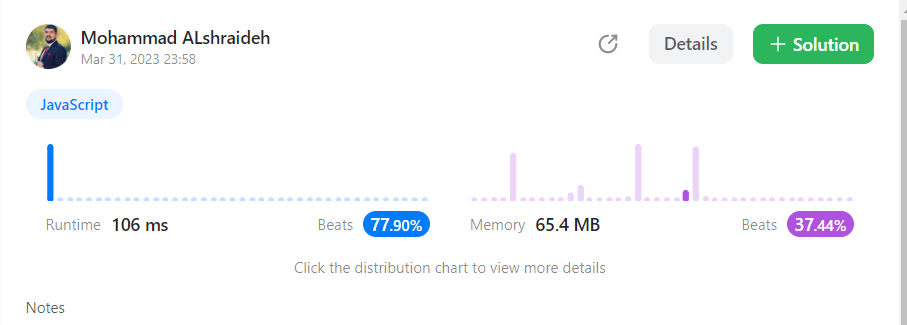 Mohammad ALshraideh
Mar 31, 2023 23:58
Details
+ Solution
JavaScript
Runtime 106 ms Beats 77.90%
Memory 65.4 MB Beats 37.44%
Click the distribution chart to view more details
Notes